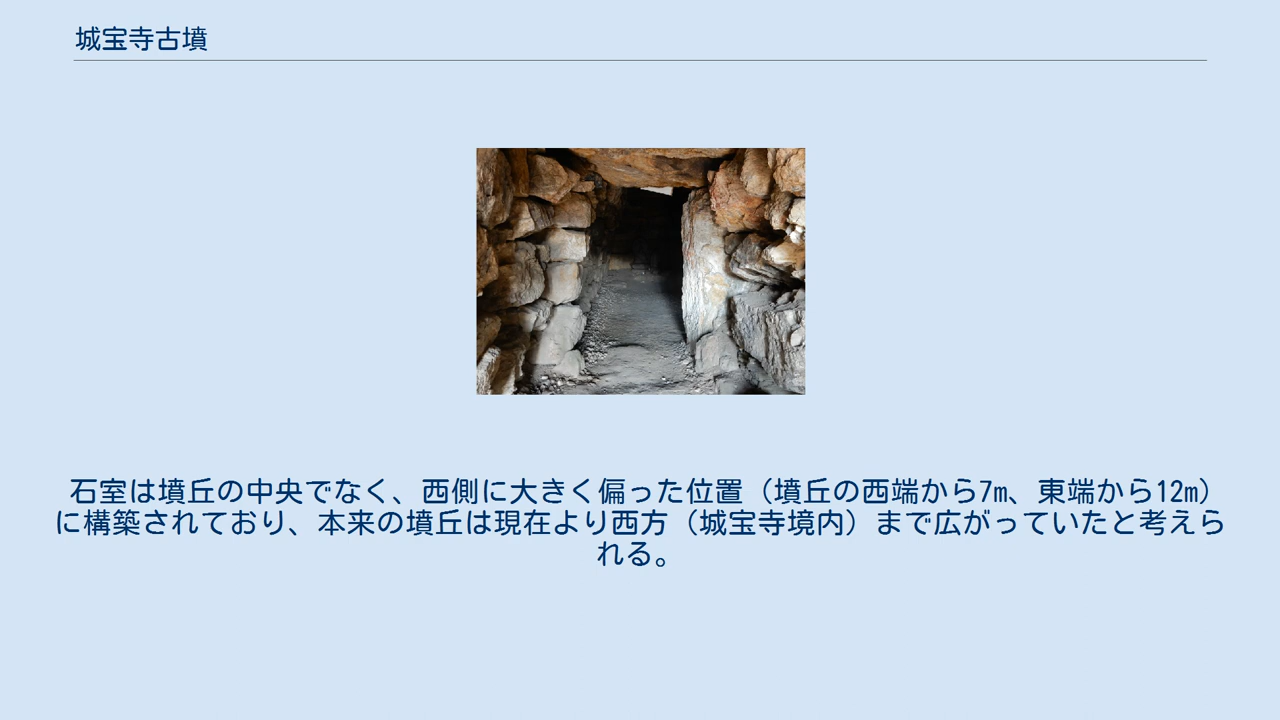 城宝寺古墳
石室は墳丘の中央でなく、西側に大きく偏った位置（墳丘の西端から7m、東端から12m）
に構築されており、本来の墳丘は現在より西方（城宝寺境内）まで広がっていたと考えら
れる。